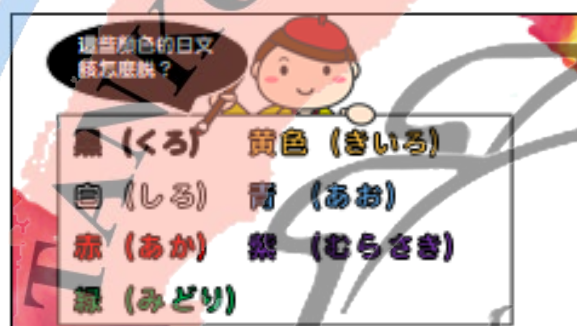 這些顏色的日文
該怎麼說？
黒（くろ） 黄色（きいろ）
白（しろ） 青（あお）
赤（あか） 紫（むらさき）
緑（みどり）